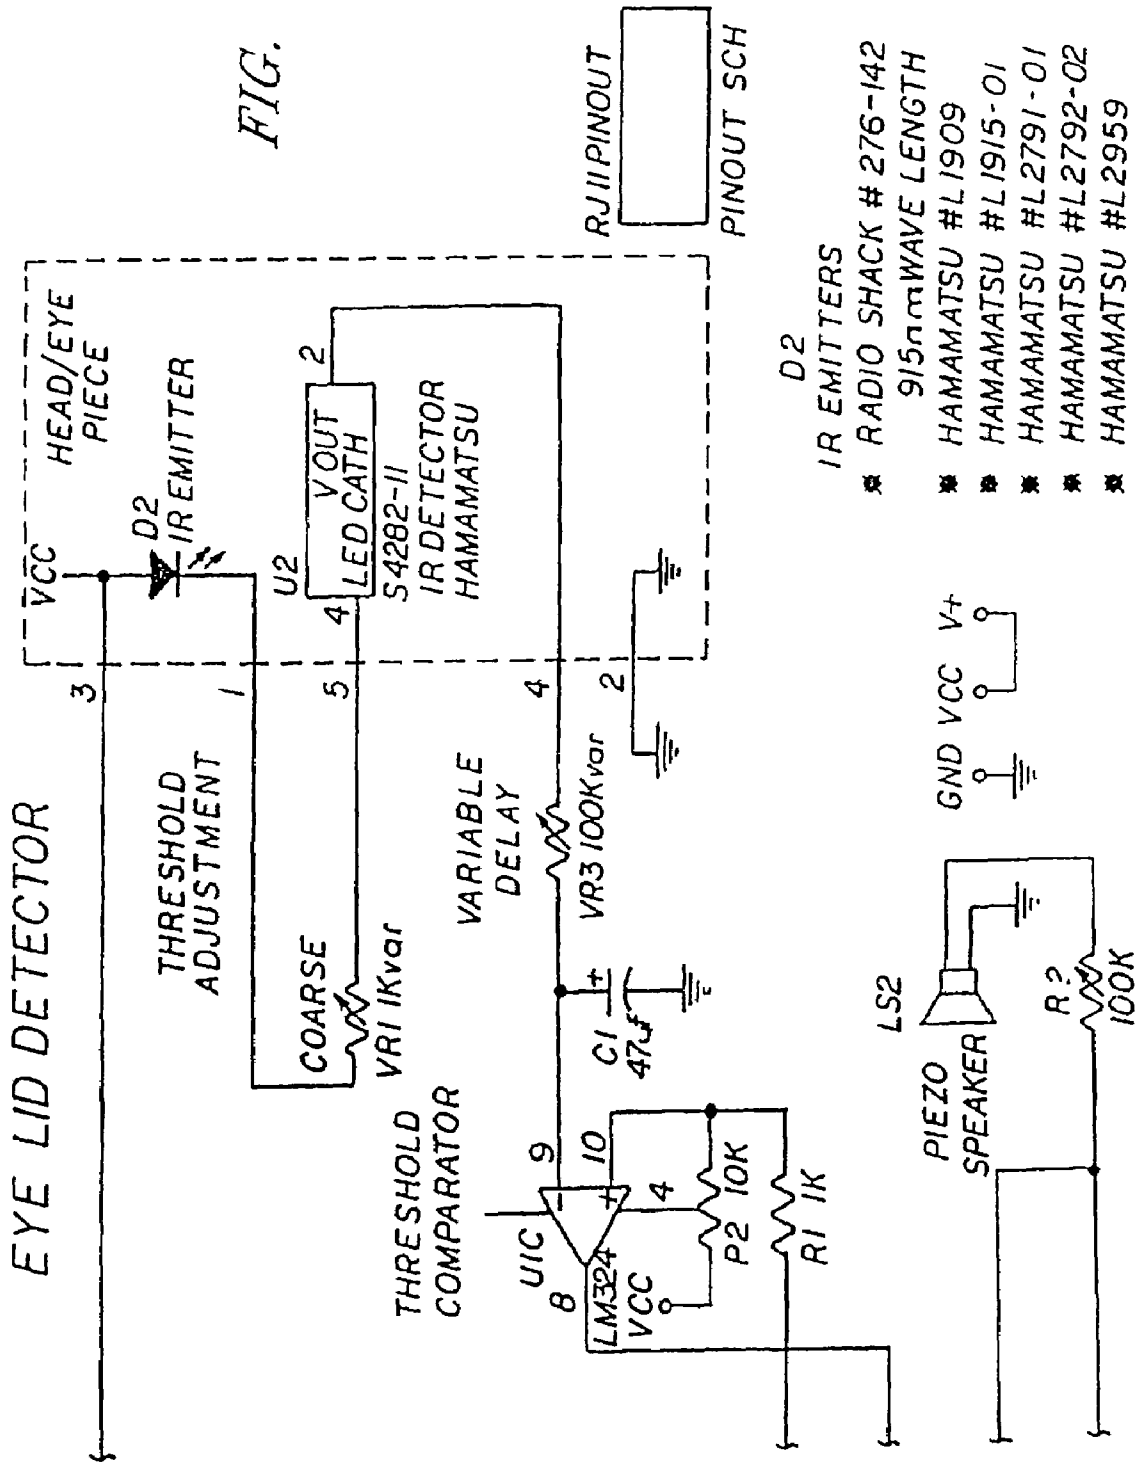 EYE LID DETECTOR
FIG.
3
VCC
HEAD/EYE
PIECE
D2
IR EMITTER
1
THRESHOLD
ADJUSTMENT
U2
4
V OUT
LED CATH
2
S4282-11
IR DETECTOR
HAMAMATSU
5
COARSE
VR1 1Kvar
VARIABLE
DELAY
4
VR3 100Kvar
2
C1
+
47uf
THRESHOLD
COMPARATOR
U1C
9
10
8
4
-
+
LM324
VCC
P2 10K
R1 1K
RJ11 PINOUT
PINOUT SCH
PIEZO
SPEAKER
LS2
R?
100K
GND VCC V+
D2
IR EMITTERS
* RADIO SHACK # 276-142
915nm WAVE LENGTH
* HAMAMATSU #L1909
* HAMAMATSU #L1915-01
* HAMAMATSU #L2791-01
* HAMAMATSU #L2792-02
* HAMAMATSU #L2959